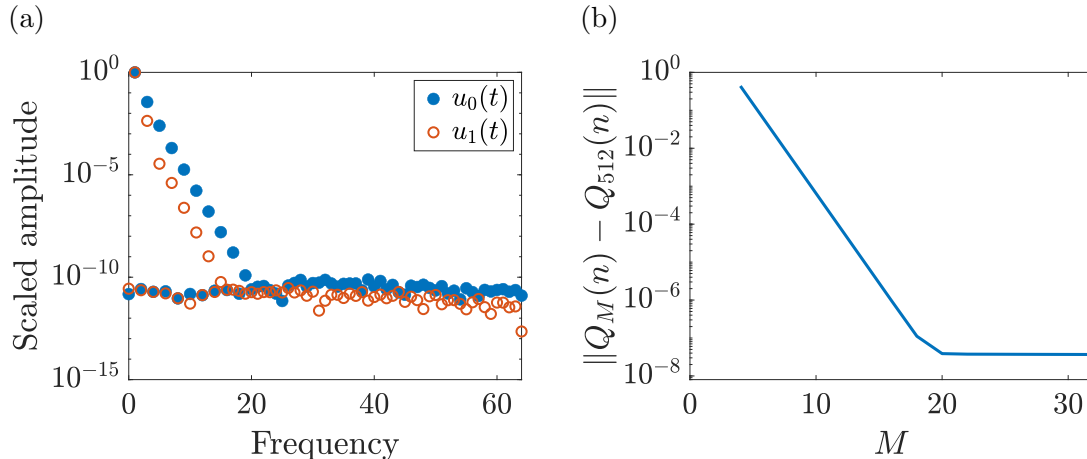 (a)
Scaled amplitude
10^0
10^-5
10^-10
10^-15
0
20
40
60
Frequency
u_0(t)
u_1(t)
(b)
||Q_M(n) − Q_512(n)||
10^0
10^-2
10^-4
10^-6
10^-8
0
10
20
30
M